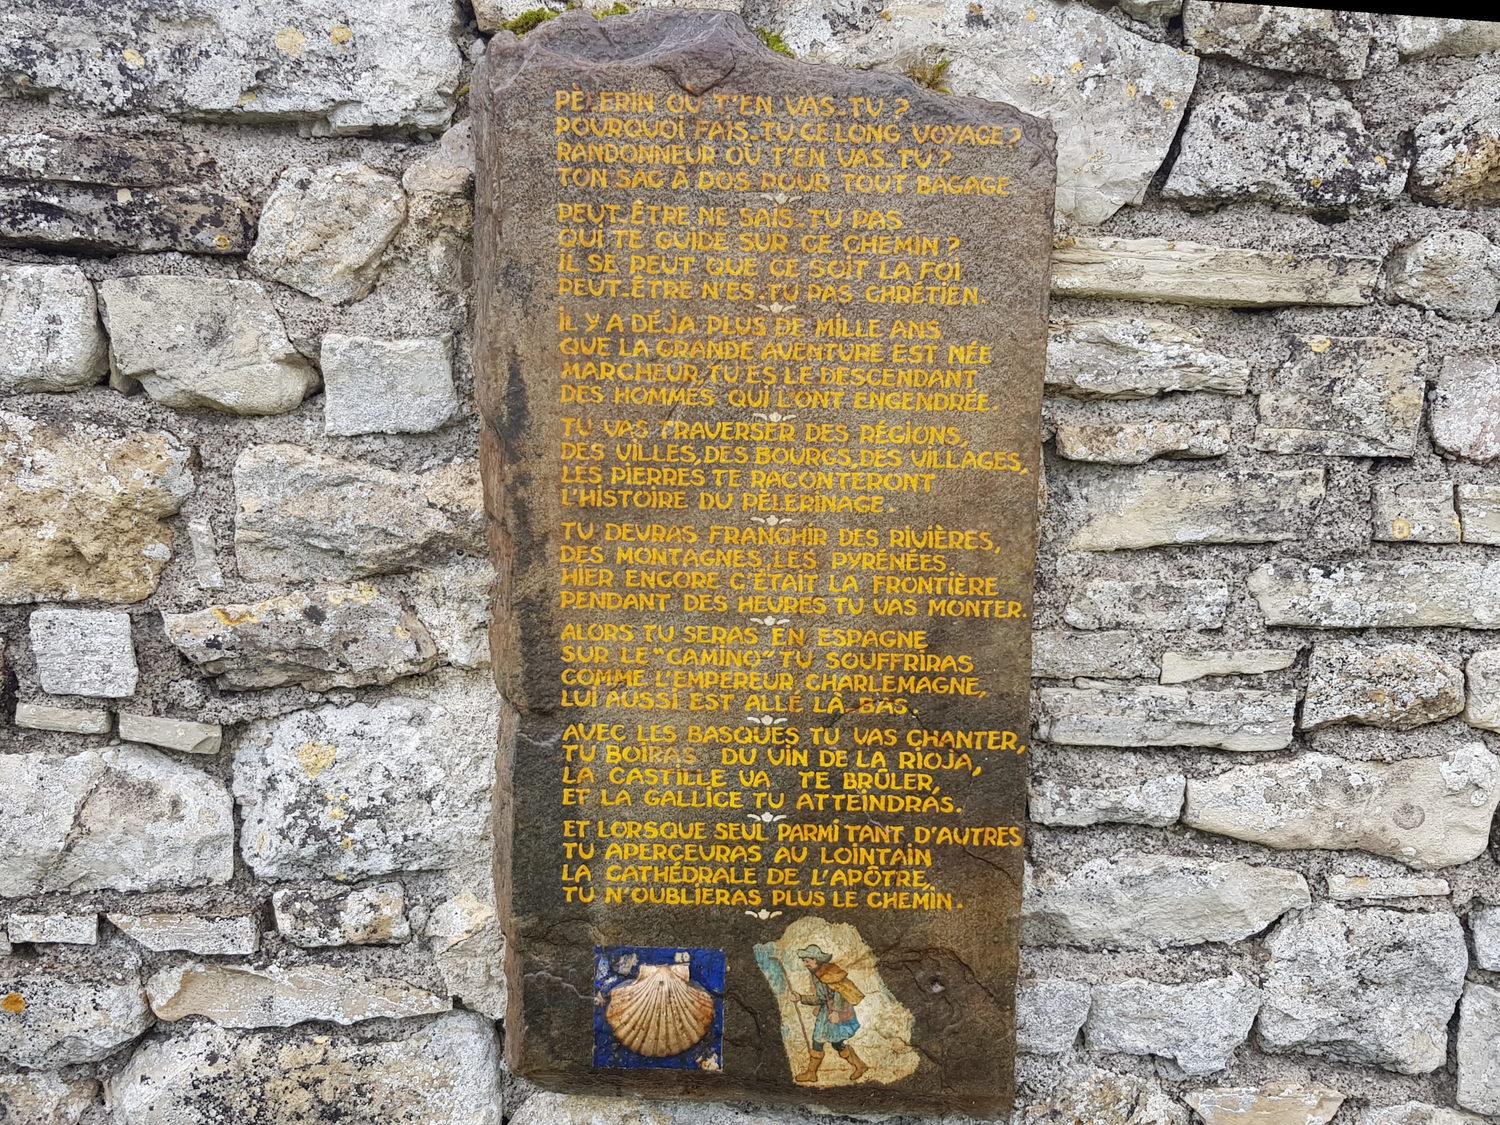 PÈLERIN OÙ T'EN VAS-TU ?
POURQUOI FAIS-TU CE LONG VOYAGE ?
RANDONNEUR OÙ T'EN VAS-TU ?
TON SAC À DOS POUR TOUT BAGAGE
PEUT-ÊTRE NE SAIS-TU PAS
QUI TE GUIDE SUR CE CHEMIN ?
IL SE PEUT QUE CE SOIT LA FOI
PEUT-ÊTRE N'ES-TU PAS CHRÉTIEN.
IL Y A DÉJA PLUS DE MILLE ANS
QUE LA GRANDE AVENTURE EST NÉE
MARCHEUR, TU ES LE DESCENDANT
DES HOMMES QUI L'ONT ENGENDRÉE.
TU VAS TRAVERSER DES RÉGIONS,
DES VILLES, DES BOURGS, DES VILLAGES,
LES PIERRES TE RACONTERONT
L'HISTOIRE DU PÈLERINAGE.
TU DEVRAS FRANCHIR DES RIVIÈRES,
DES MONTAGNES, LES PYRÉNÉES.
HIER ENCORE C'ÉTAIT LA FRONTIÈRE
PENDANT DES HEURES TU VAS MONTER.
ALORS TU SERAS EN ESPAGNE
SUR LE "CAMINO" TU SOUFFRIRAS
COMME L'EMPEREUR CHARLEMAGNE,
LUI AUSSI EST ALLÉ LÀ-BAS.
AVEC LES BASQUES TU VAS CHANTER,
TU BOIRAS DU VIN DE LA RIOJA,
LA CASTILLE VA TE BRÛLER,
ET LA GALLICE TU ATTEINDRAS.
ET LORSQUE SEUL PARMI TANT D'AUTRES
TU APERÇEVRAS AU LOINTAIN
LA CATHÉDRALE DE L'APÔTRE,
TU N'OUBLIERAS PLUS LE CHEMIN.